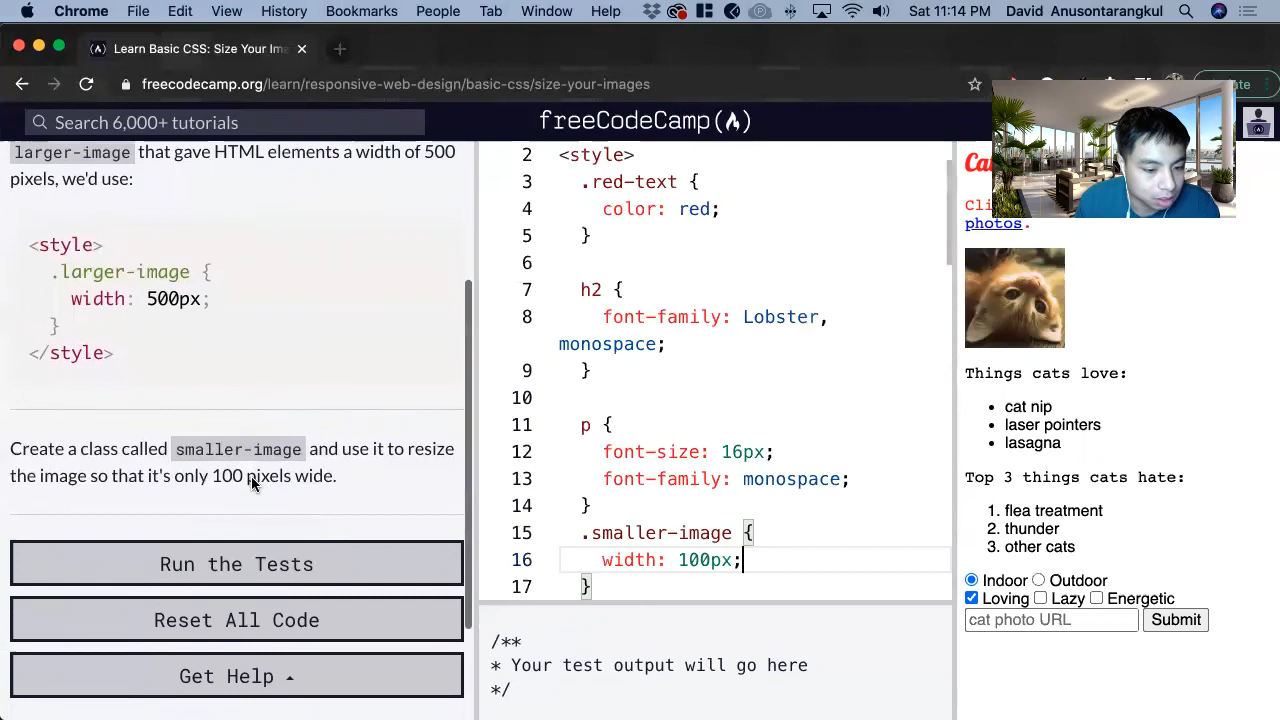 Chrome File Edit View History Bookmarks People Tab Window Help Sat 11:14 PM David Anusontarangkul
Learn Basic CSS: Size Your Im
freecodecamp.org/learn/responsive-web-design/basic-css/size-your-images
Search 6,000+ tutorials
freeCodeCamp(🔥)
larger-image that gave HTML elements a width of 500
pixels, we'd use:
<style>
.larger-image {
width: 500px;
}
</style>
Create a class called smaller-image and use it to resize
the image so that it's only 100 pixels wide.
Run the Tests
Reset All Code
Get Help
2 <style>
3 .red-text {
4 color: red;
5 }
6
7 h2 {
8 font-family: Lobster,
monospace;
9 }
10
11 p {
12 font-size: 16px;
13 font-family: monospace;
14 }
15 .smaller-image {
16 width: 100px;
17 }
/**
* Your test output will go here
*/
photos.
Things cats love:
• cat nip
• laser pointers
• lasagna
Top 3 things cats hate:
1. flea treatment
2. thunder
3. other cats
Indoor Outdoor
Loving Lazy Energetic
cat photo URL Submit